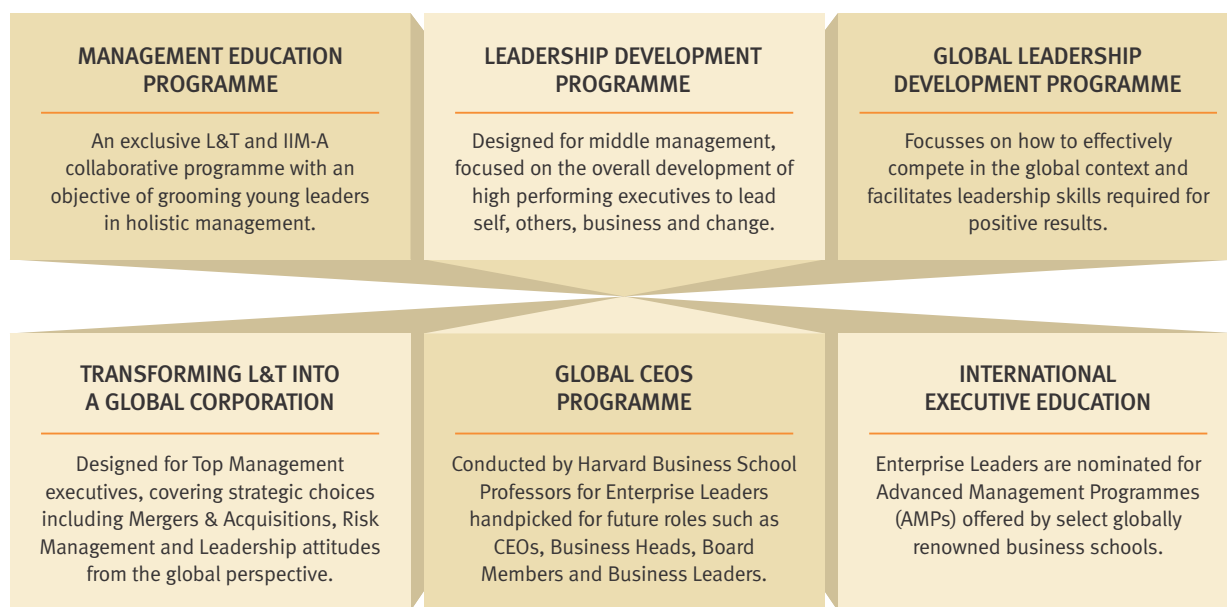 MANAGEMENT EDUCATION
PROGRAMME
An exclusive L&T and IIM-A
collaborative programme with an
objective of grooming young leaders
in holistic management.
LEADERSHIP DEVELOPMENT
PROGRAMME
Designed for middle management,
focused on the overall development of
high performing executives to lead
self, others, business and change.
GLOBAL LEADERSHIP
DEVELOPMENT PROGRAMME
Focusses on how to effectively
compete in the global context and
facilitates leadership skills required for
positive results.
TRANSFORMING L&T INTO
A GLOBAL CORPORATION
Designed for Top Management
executives, covering strategic choices
including Mergers & Acquisitions, Risk
Management and Leadership attitudes
from the global perspective.
GLOBAL CEOS
PROGRAMME
Conducted by Harvard Business School
Professors for Enterprise Leaders
handpicked for future roles such as
CEOs, Business Heads, Board
Members and Business Leaders.
INTERNATIONAL
EXECUTIVE EDUCATION
Enterprise Leaders are nominated for
Advanced Management Programmes
(AMPs) offered by select globally
renowned business schools.